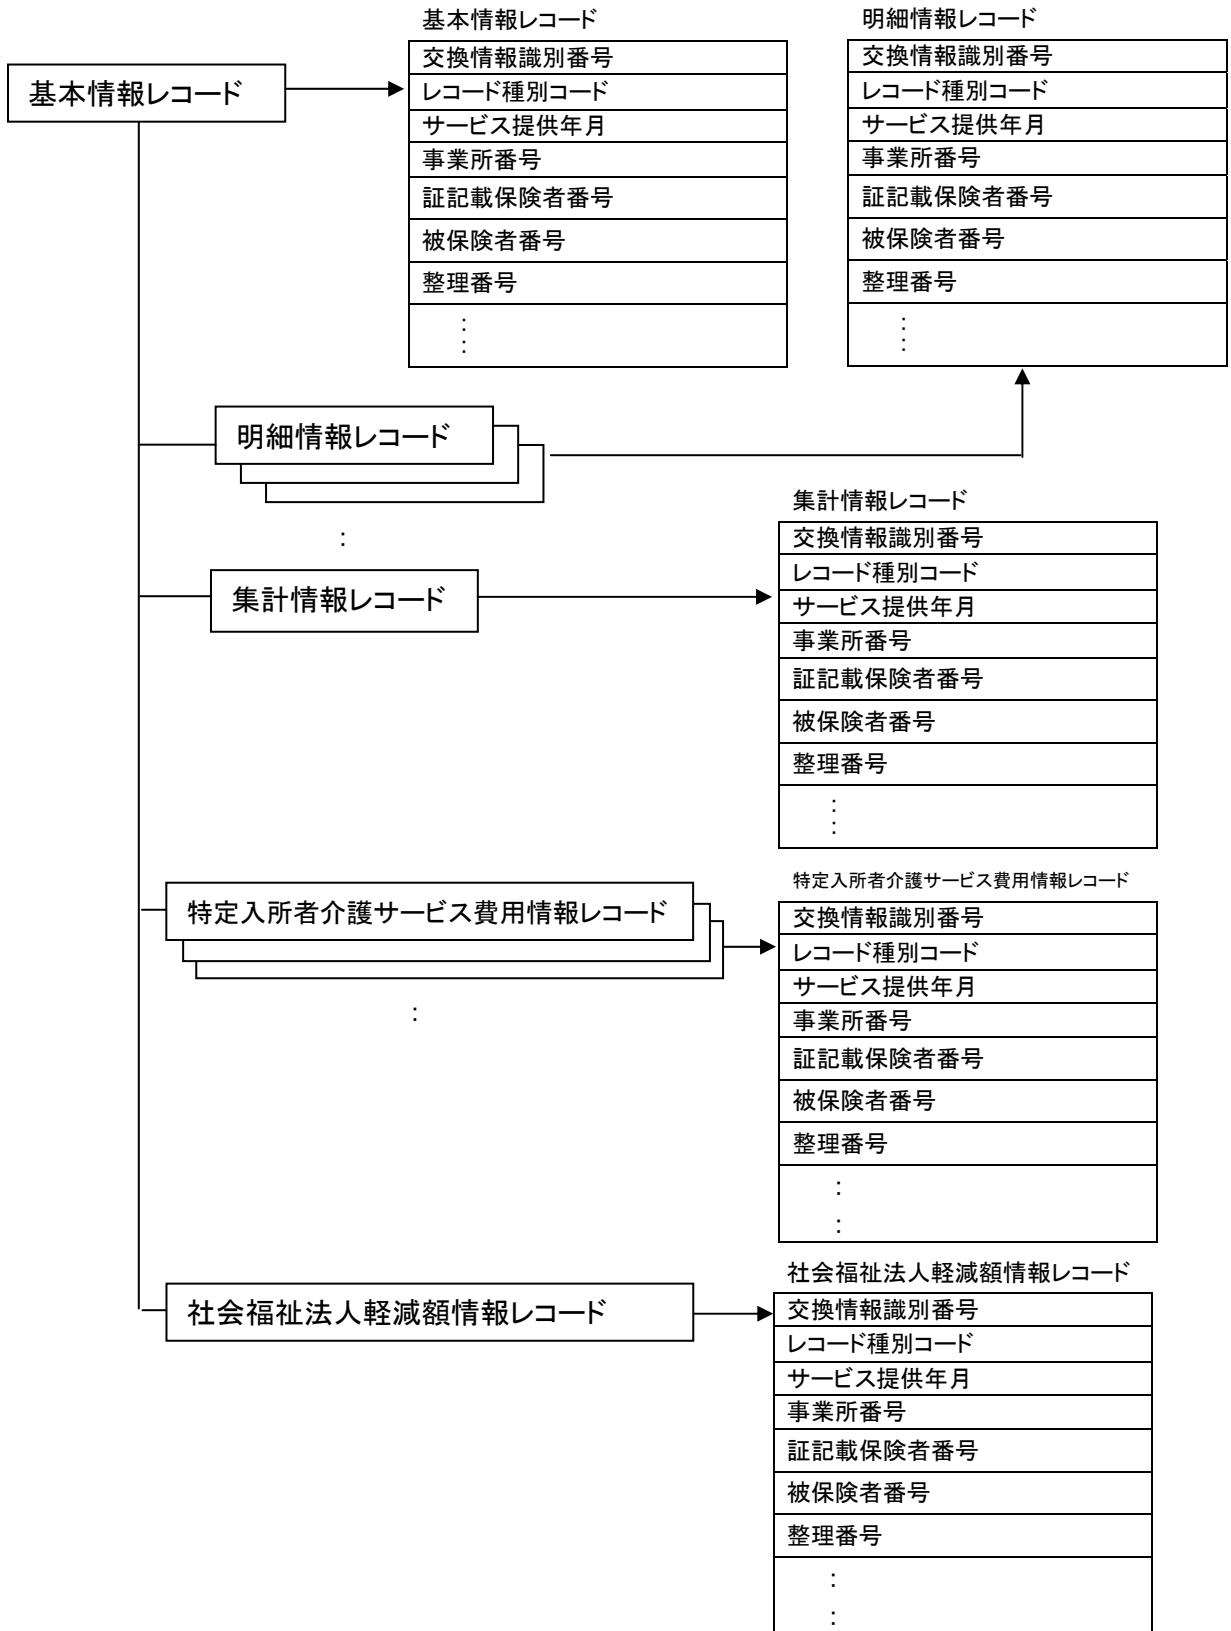 基本情報レコード
基本情報レコード
交換情報識別番号
レコード種別コード
サービス提供年月
事業所番号
証記載保険者番号
被保険者番号
整理番号
:
:
明細情報レコード
交換情報識別番号
レコード種別コード
サービス提供年月
事業所番号
証記載保険者番号
被保険者番号
整理番号
:
:
明細情報レコード
:
集計情報レコード
集計情報レコード
交換情報識別番号
レコード種別コード
サービス提供年月
事業所番号
証記載保険者番号
被保険者番号
整理番号
:
:
特定入所者介護サービス費用情報レコード
:
特定入所者介護サービス費用情報レコード
交換情報識別番号
レコード種別コード
サービス提供年月
事業所番号
証記載保険者番号
被保険者番号
整理番号
:
:
社会福祉法人軽減額情報レコード
社会福祉法人軽減額情報レコード
交換情報識別番号
レコード種別コード
サービス提供年月
事業所番号
証記載保険者番号
被保険者番号
整理番号
:
: